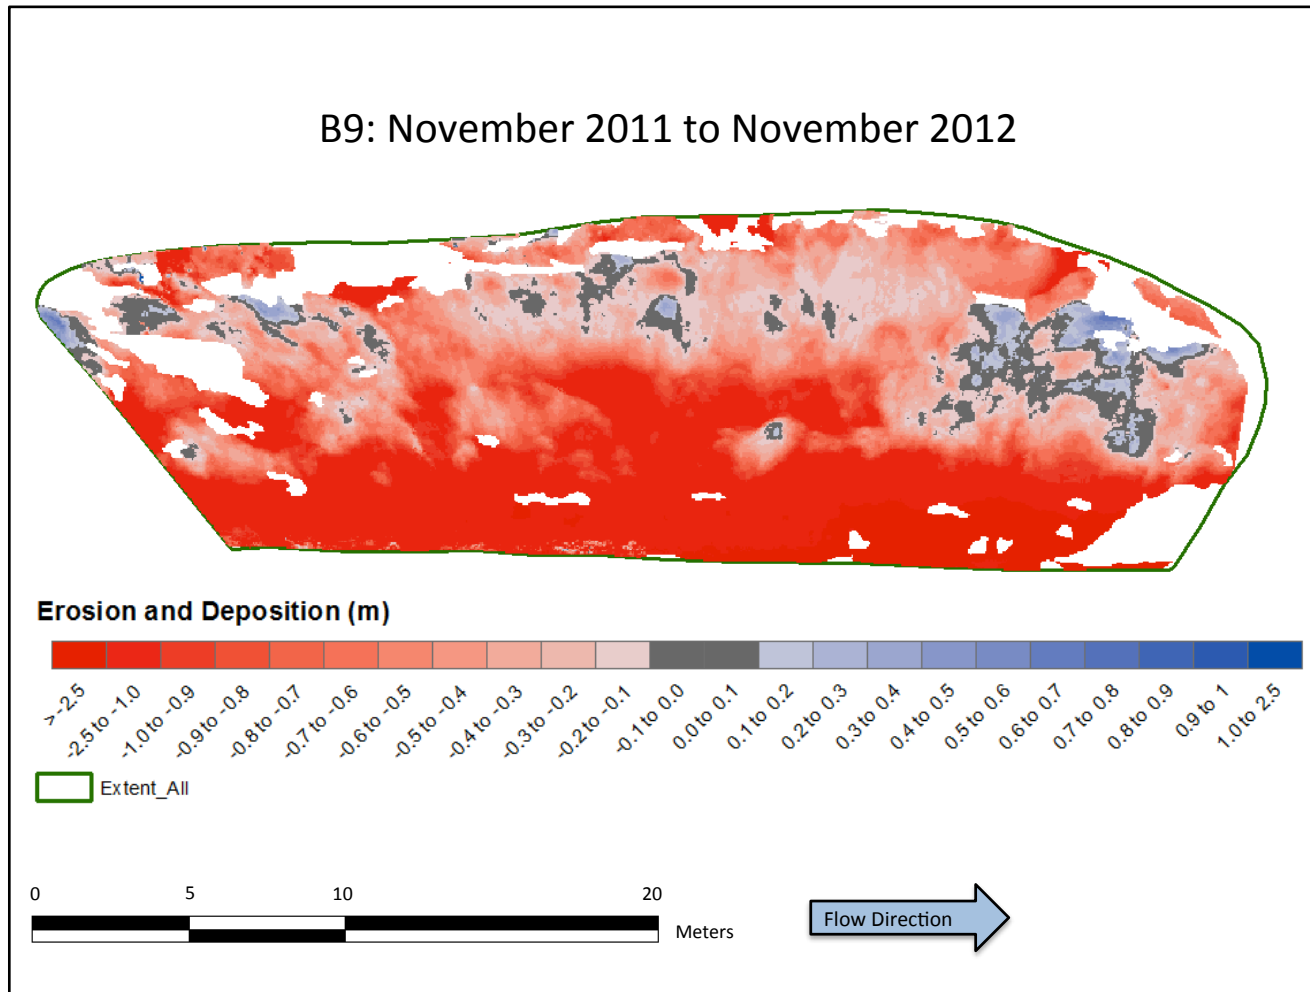 B9: November 2011 to November 2012
Erosion and Deposition (m)
> -2.5
-2.5 to -1.0
-1.0 to -0.9
-0.9 to -0.8
-0.8 to -0.7
-0.7 to -0.6
-0.6 to -0.5
-0.5 to -0.4
-0.4 to -0.3
-0.3 to -0.2
-0.2 to -0.1
-0.1 to 0.0
0.0 to 0.1
0.1 to 0.2
0.2 to 0.3
0.3 to 0.4
0.4 to 0.5
0.5 to 0.6
0.6 to 0.7
0.7 to 0.8
0.8 to 0.9
0.9 to 1
1.0 to 2.5
Extent_All
0 5 10 20
Meters
Flow Direction